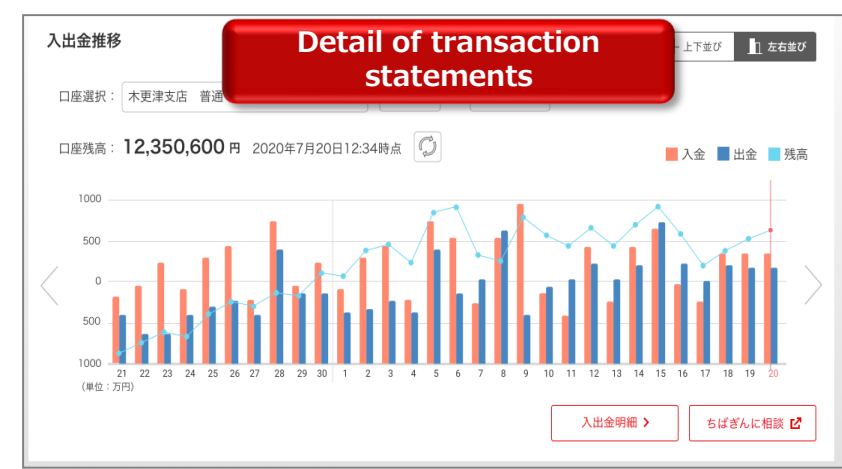 入出金推移
Detail of transaction
statements
上下並び
左右並び
口座選択： 木更津支店 普通
口座残高： 12,350,600 円 2020年7月20日12:34時点
入金 出金 残高
1000
500
0
500
1000
21 22 23 24 25 26 27 28 29 30 1 2 3 4 5 6 7 8 9 10 11 12 13 14 15 16 17 18 19 20
（単位：万円）
入出金明細
ちばぎんに相談